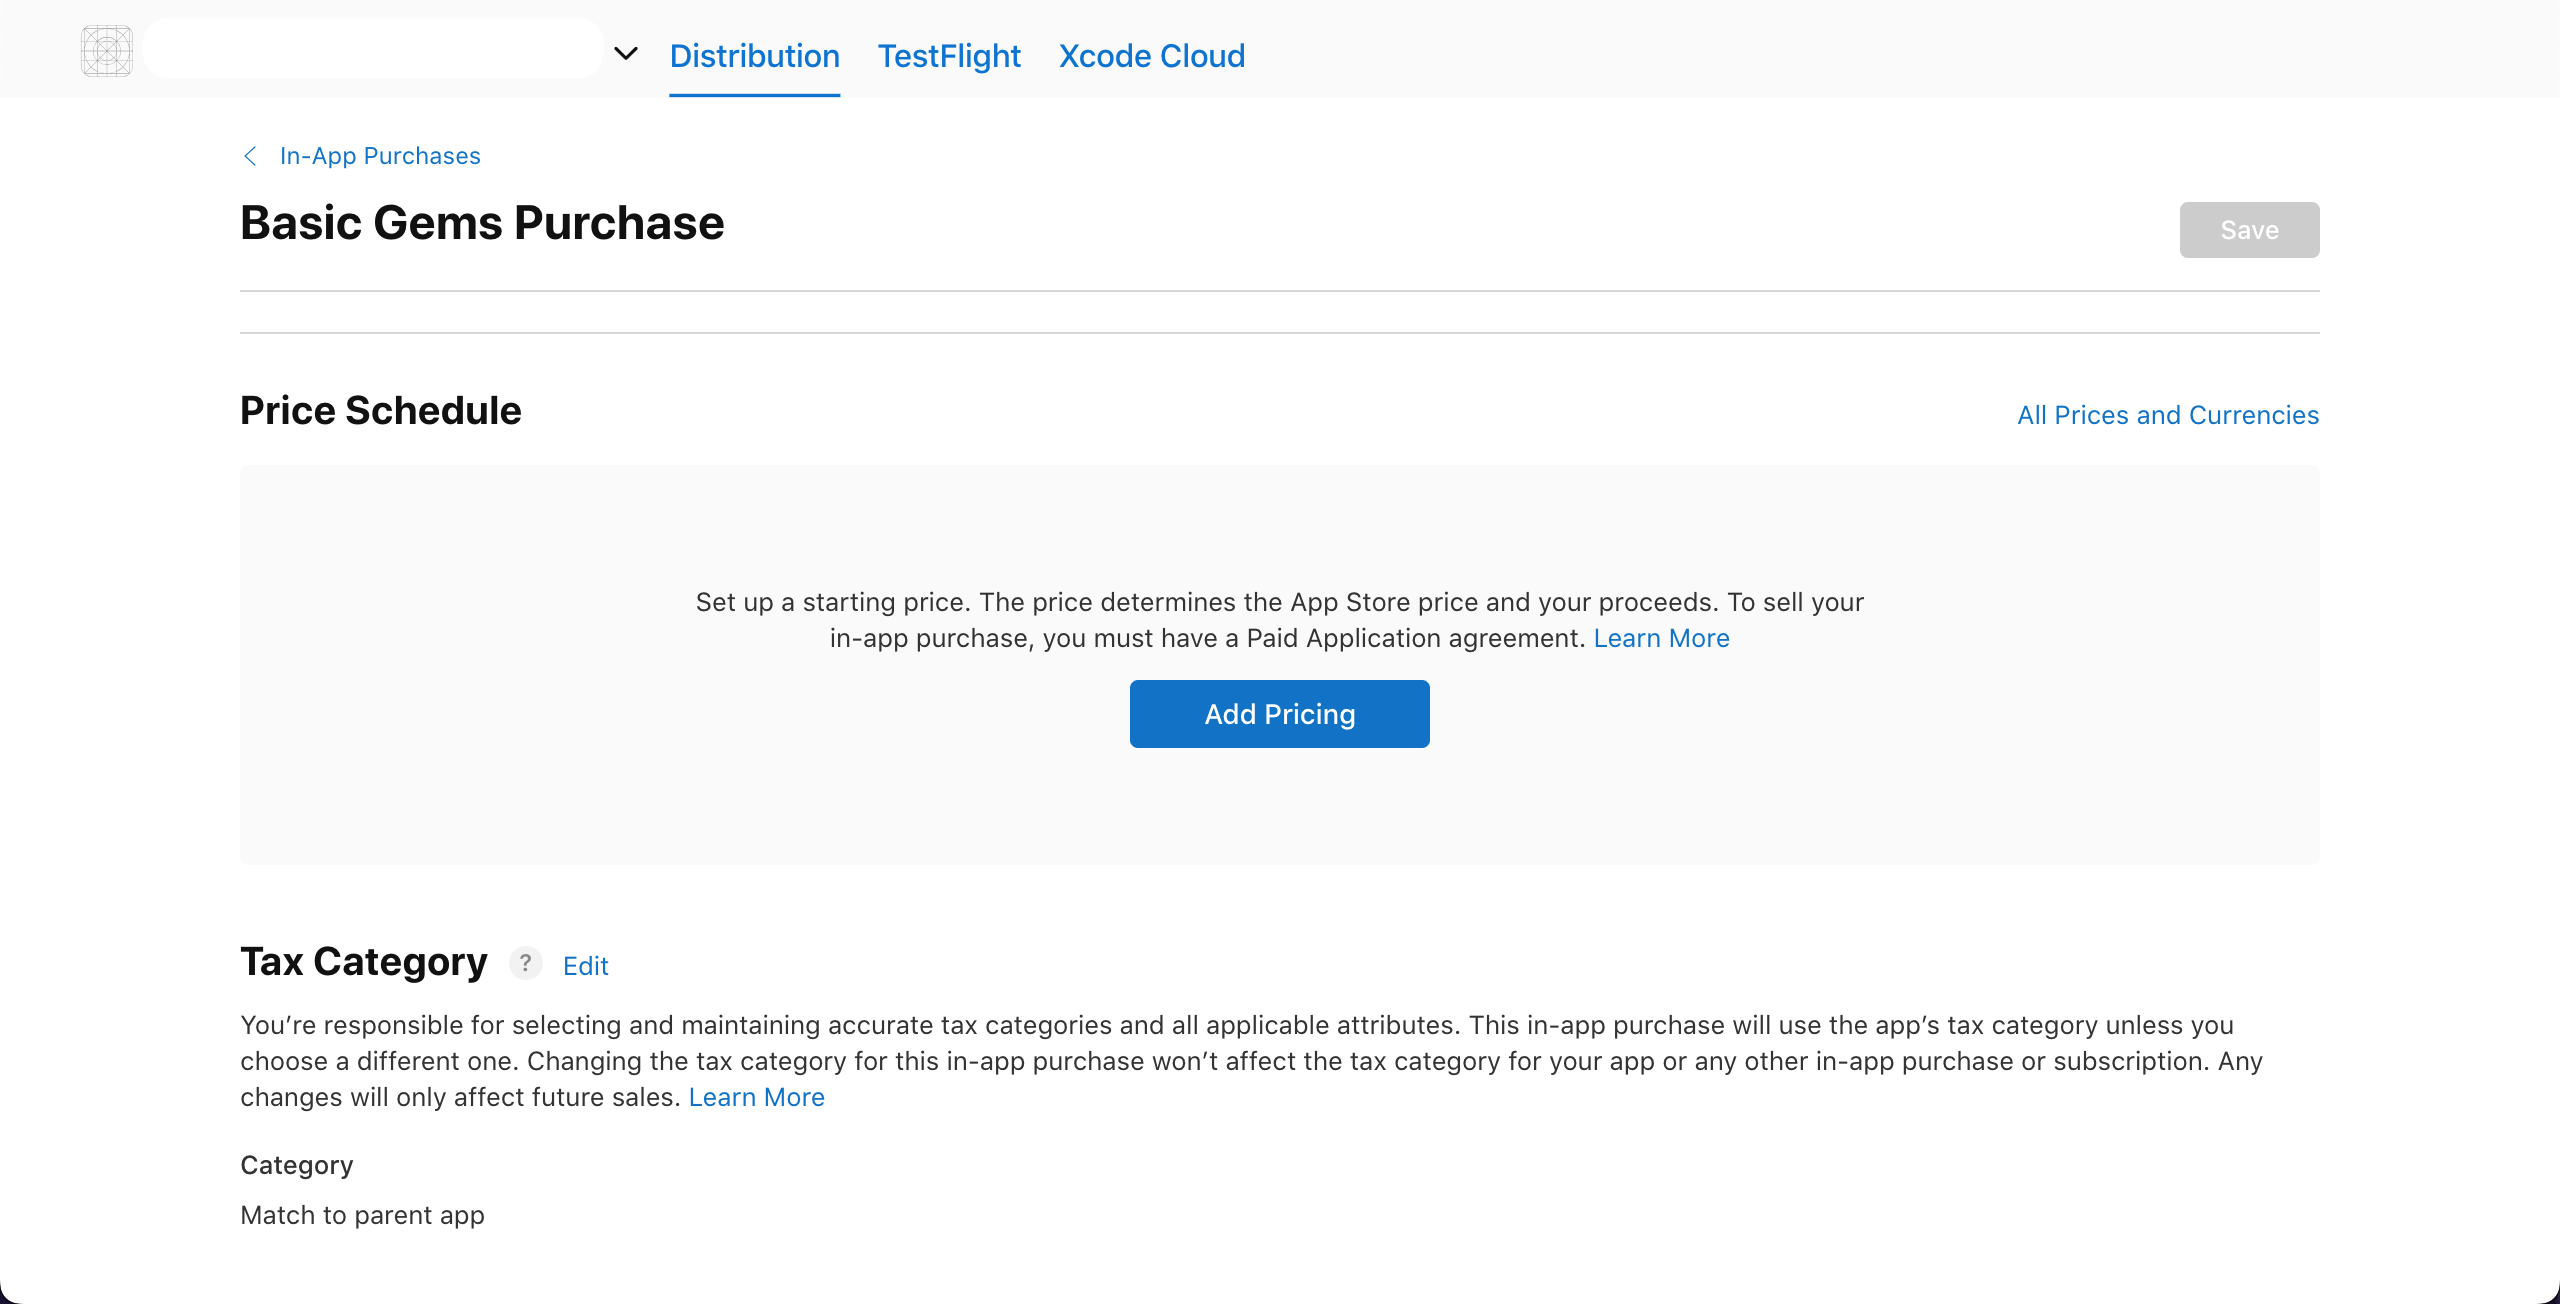 Distribution TestFlight Xcode Cloud
In-App Purchases
Basic Gems Purchase
Save
Price Schedule
All Prices and Currencies
Set up a starting price. The price determines the App Store price and your proceeds. To sell your
in-app purchase, you must have a Paid Application agreement. Learn More
Add Pricing
Tax Category ? Edit
You’re responsible for selecting and maintaining accurate tax categories and all applicable attributes. This in-app purchase will use the app’s tax category unless you
choose a different one. Changing the tax category for this in-app purchase won’t affect the tax category for your app or any other in-app purchase or subscription. Any
changes will only affect future sales. Learn More
Category
Match to parent app